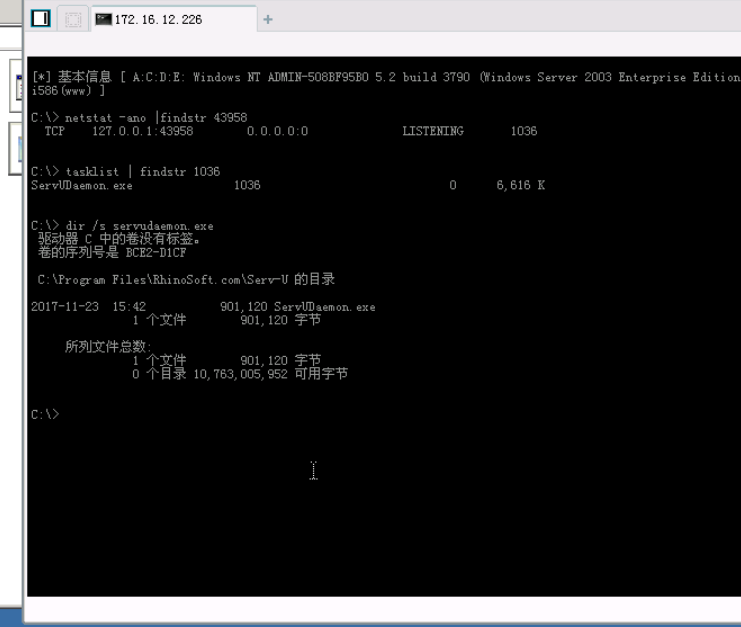 172.16.12.226
[*] 基本信息 [ A:C:D:E: Windows NT ADMIN-508BF95B0 5.2 build 3790 (Windows Server 2003 Enterprise Edition
i586(www) ]
C:\> netstat -ano |findstr 43958
TCP 127.0.0.1:43958 0.0.0.0:0 LISTENING 1036
C:\> tasklist | findstr 1036
ServUDaemon.exe 1036 0 6,616 K
C:\> dir /s servudaemon.exe
驱动器 C 中的卷没有标签。
卷的序列号是 BCE2-D1CF
C:\Program Files\RhinoSoft.com\Serv-U 的目录
2017-11-23 15:42 901,120 ServUDaemon.exe
1 个文件 901,120 字节
所列文件总数:
1 个文件 901,120 字节
0 个目录 10,763,005,952 可用字节
C:\>